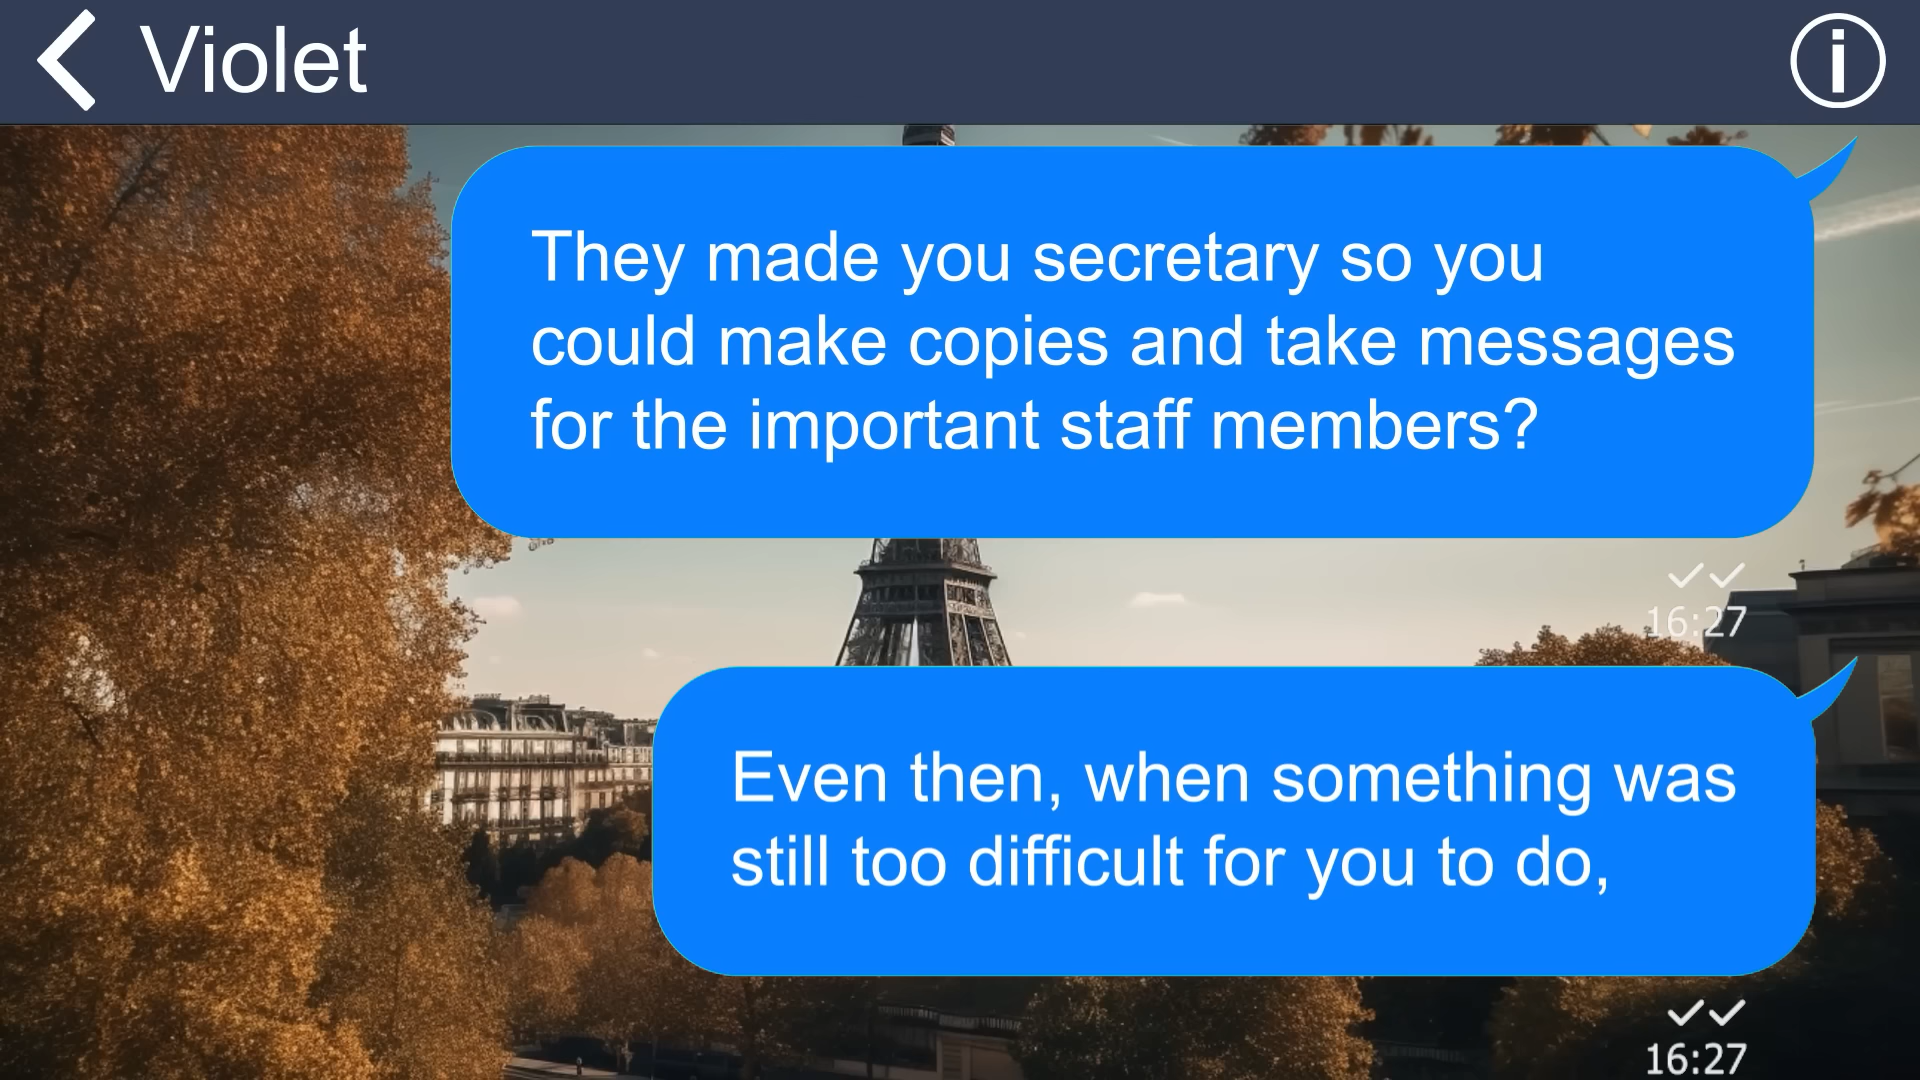 Violet
They made you secretary so you
could make copies and take messages
for the important staff members?
16:27
Even then, when something was
still too difficult for you to do,
16:27